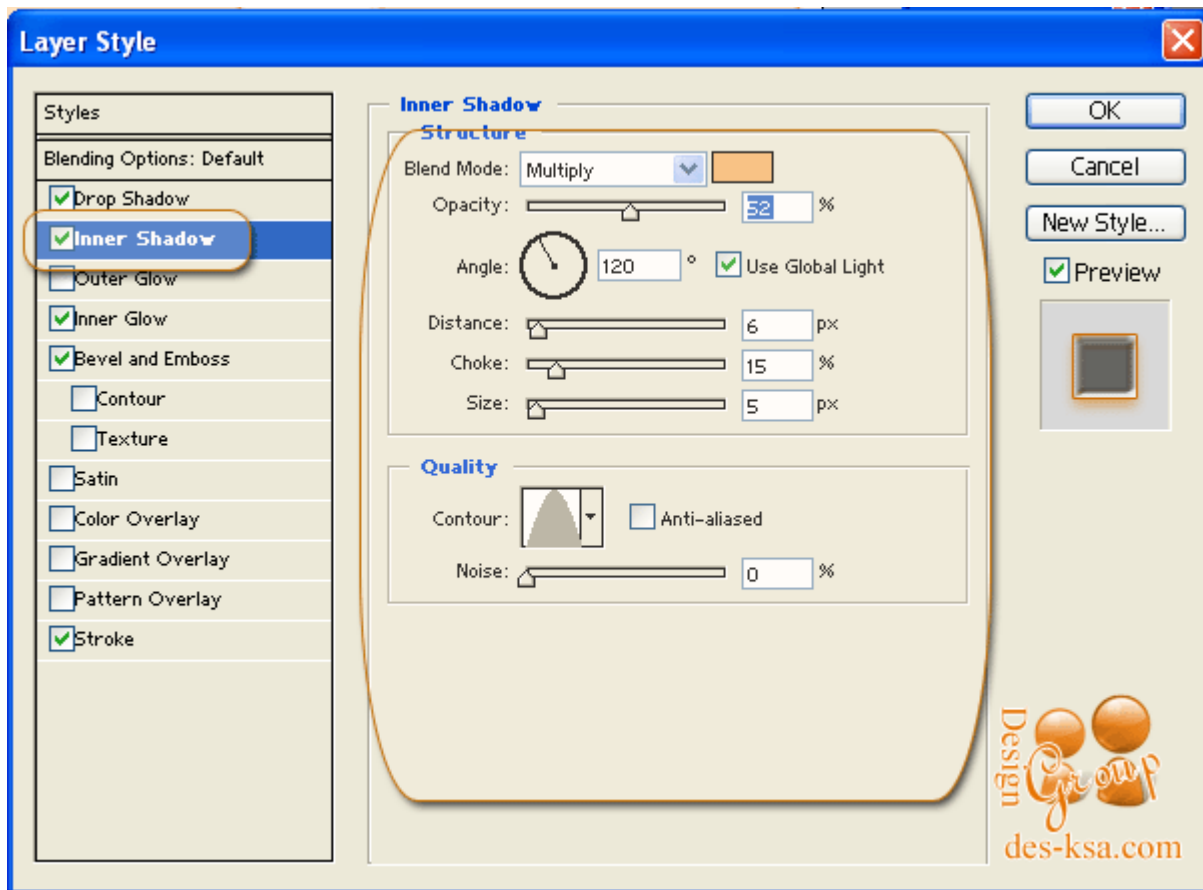 Layer Style
Styles
Blending Options: Default
Drop Shadow
Inner Shadow
Outer Glow
Inner Glow
Bevel and Emboss
Contour
Texture
Satin
Color Overlay
Gradient Overlay
Pattern Overlay
Stroke
Inner Shadow
Structure
Blend Mode: Multiply
Opacity: 52 %
Angle: 120 ° Use Global Light
Distance: 6 px
Choke: 15 %
Size: 5 px
Quality
Contour: Anti-aliased
Noise: 0 %
OK
Cancel
New Style...
Preview
Design
Group
des-ksa.com